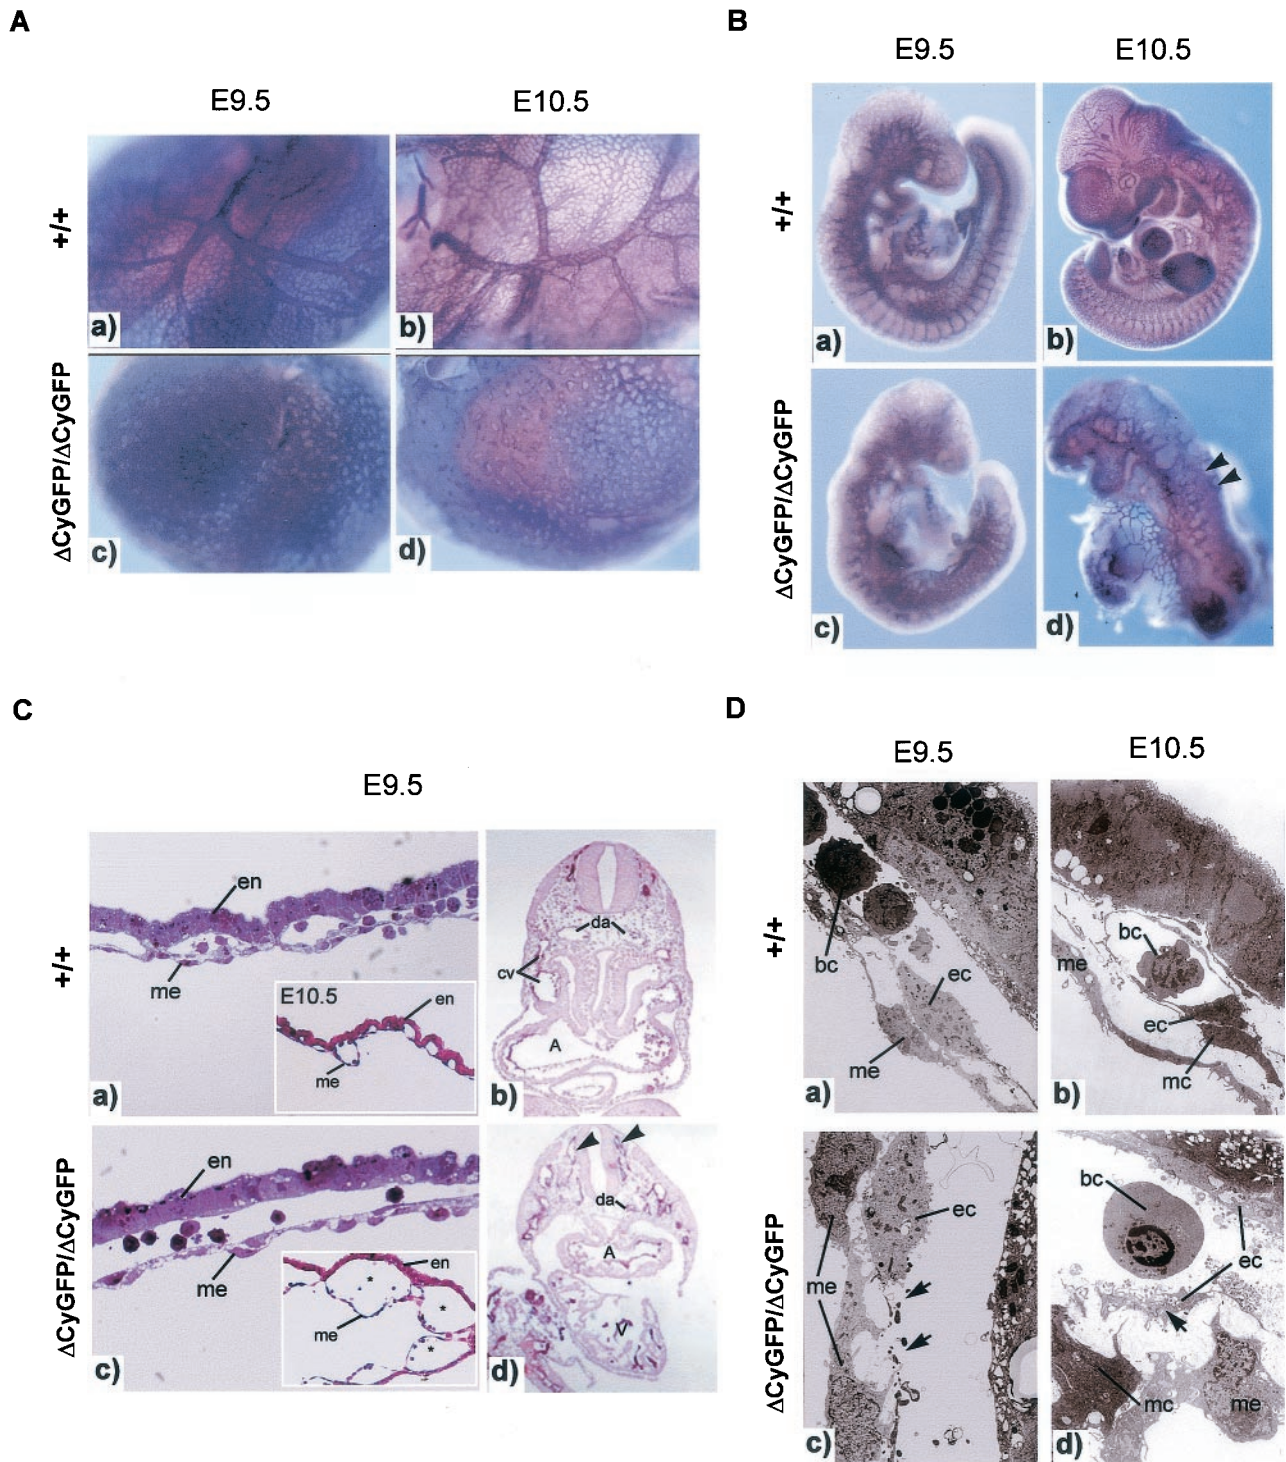 A
E9.5 E10.5
+/+
a) b)
ΔCyGFP/ΔCyGFP
c) d)
B
E9.5 E10.5
+/+
a) b)
ΔCyGFP/ΔCyGFP
c) d)
C
E9.5
+/+
en
me
E10.5
en
me
a)
da
cv
A
b)
ΔCyGFP/ΔCyGFP
en
me
en
*
*
me
*
c)
da
A
V
d)
D
E9.5 E10.5
+/+
bc
ec
me
a)
bc
me
ec
mc
b)
ΔCyGFP/ΔCyGFP
ec
me
c)
bc
ec
mc
me
d)